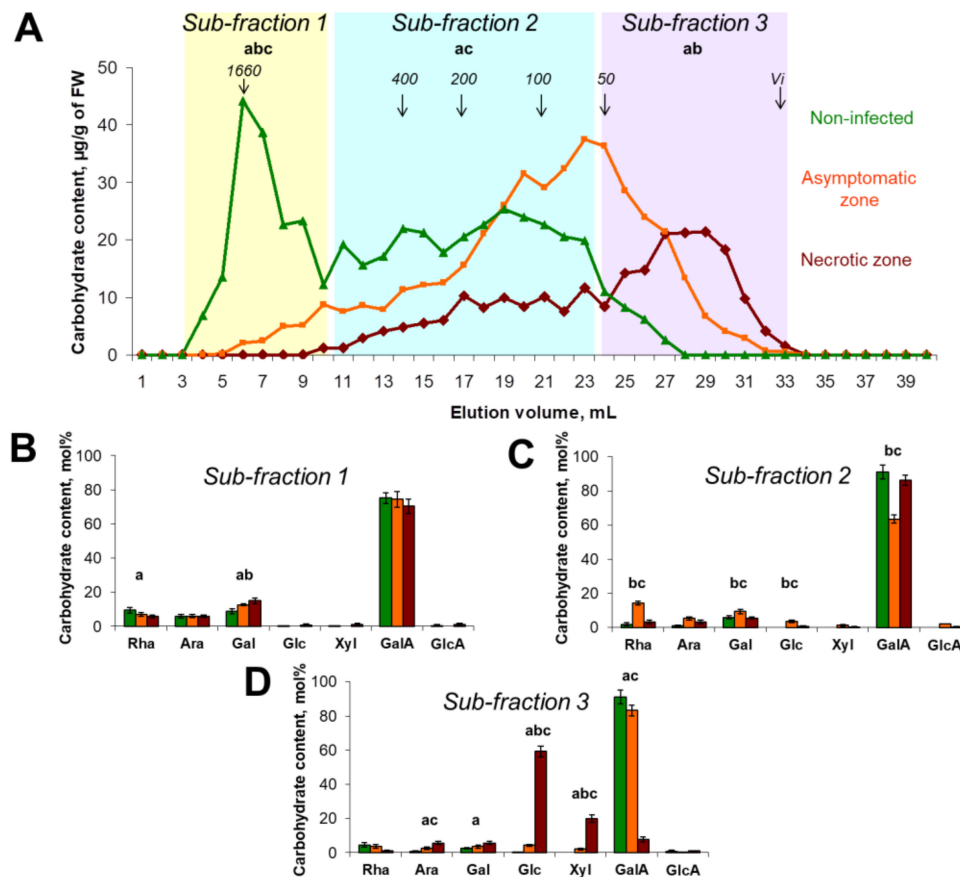 A
Sub-fraction 1
Sub-fraction 2
Sub-fraction 3
abc
ac
ab
50
40
30
20
10
0
Carbohydrate content, µg/g of FW
1660
400
200
100
50
Vi
Non-infected
Asymptomatic
zone
Necrotic zone
1 3 5 7 9 11 13 15 17 19 21 23 25 27 29 31 33 35 37 39
Elution volume, mL
B
Sub-fraction 1
Carbohydrate content, mol%
100
80
60
40
20
0
a
ab
Rha Ara Gal Glc Xyl GalA GlcA
C
Sub-fraction 2
Carbohydrate content, mol%
100
80
60
40
20
0
bc
bc
bc
bc
Rha Ara Gal Glc Xyl GalA GlcA
D
Sub-fraction 3
Carbohydrate content, mol%
100
80
60
40
20
0
ac
a
abc
abc
ac
Rha Ara Gal Glc Xyl GalA GlcA